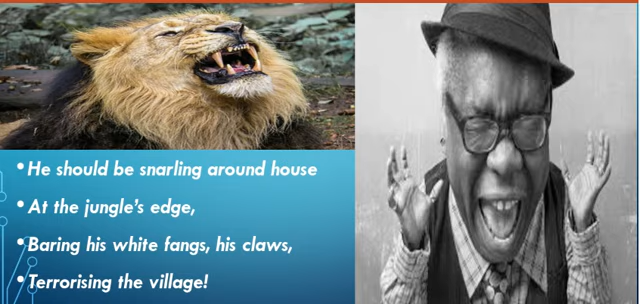 He should be snarling around house
At the jungle's edge,
Baring his white fangs, his claws,
Terrorising the village!